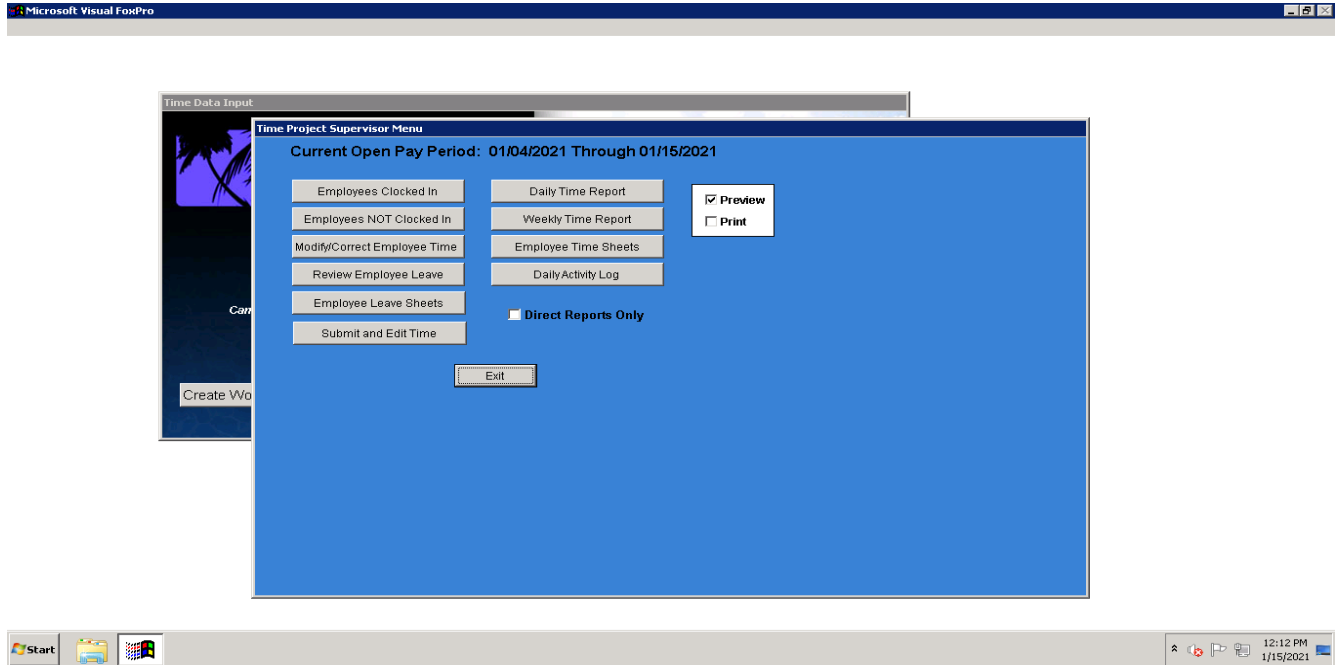 Microsoft Visual FoxPro
Time Data Input
Time Project Supervisor Menu
Current Open Pay Period: 01/04/2021 Through 01/15/2021
Employees Clocked In
Employees NOT Clocked In
Modify/Correct Employee Time
Review Employee Leave
Employee Leave Sheets
Submit and Edit Time
Daily Time Report
Weekly Time Report
Employee Time Sheets
Daily Activity Log
Direct Reports Only
Preview
Print
Exit
Create
Start
12:12 PM
1/15/2021